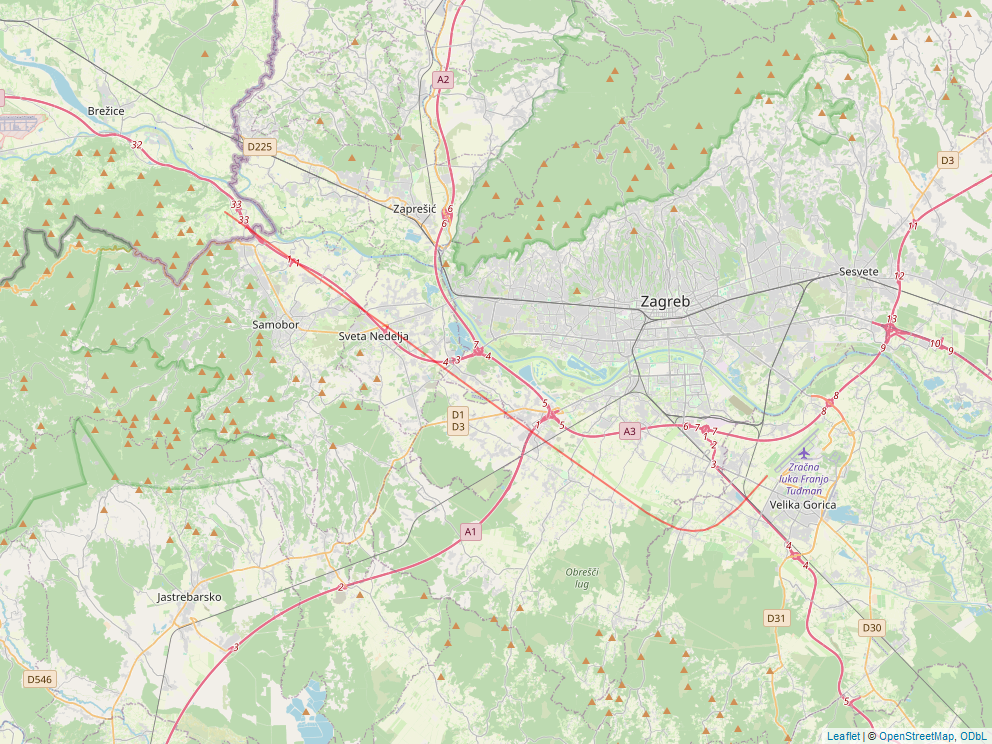 A2
Brežice
32
D225
D3
33
Zaprešić
6
6
33
11
1
1
Sesvete
12
Zagreb
Samobor
Sveta Nedelja
13
7
4
3
4
9
10
9
5
8
8
D1
D3
1
5
A3
6
7
7
1
2
3
Zračna
luka Franjo
Tuđman
Velika Gorica
A1
4
4
Obrešči
lug
2
Jastrebarsko
D31
D30
3
D546
5
Leaflet | © OpenStreetMap, ODbL